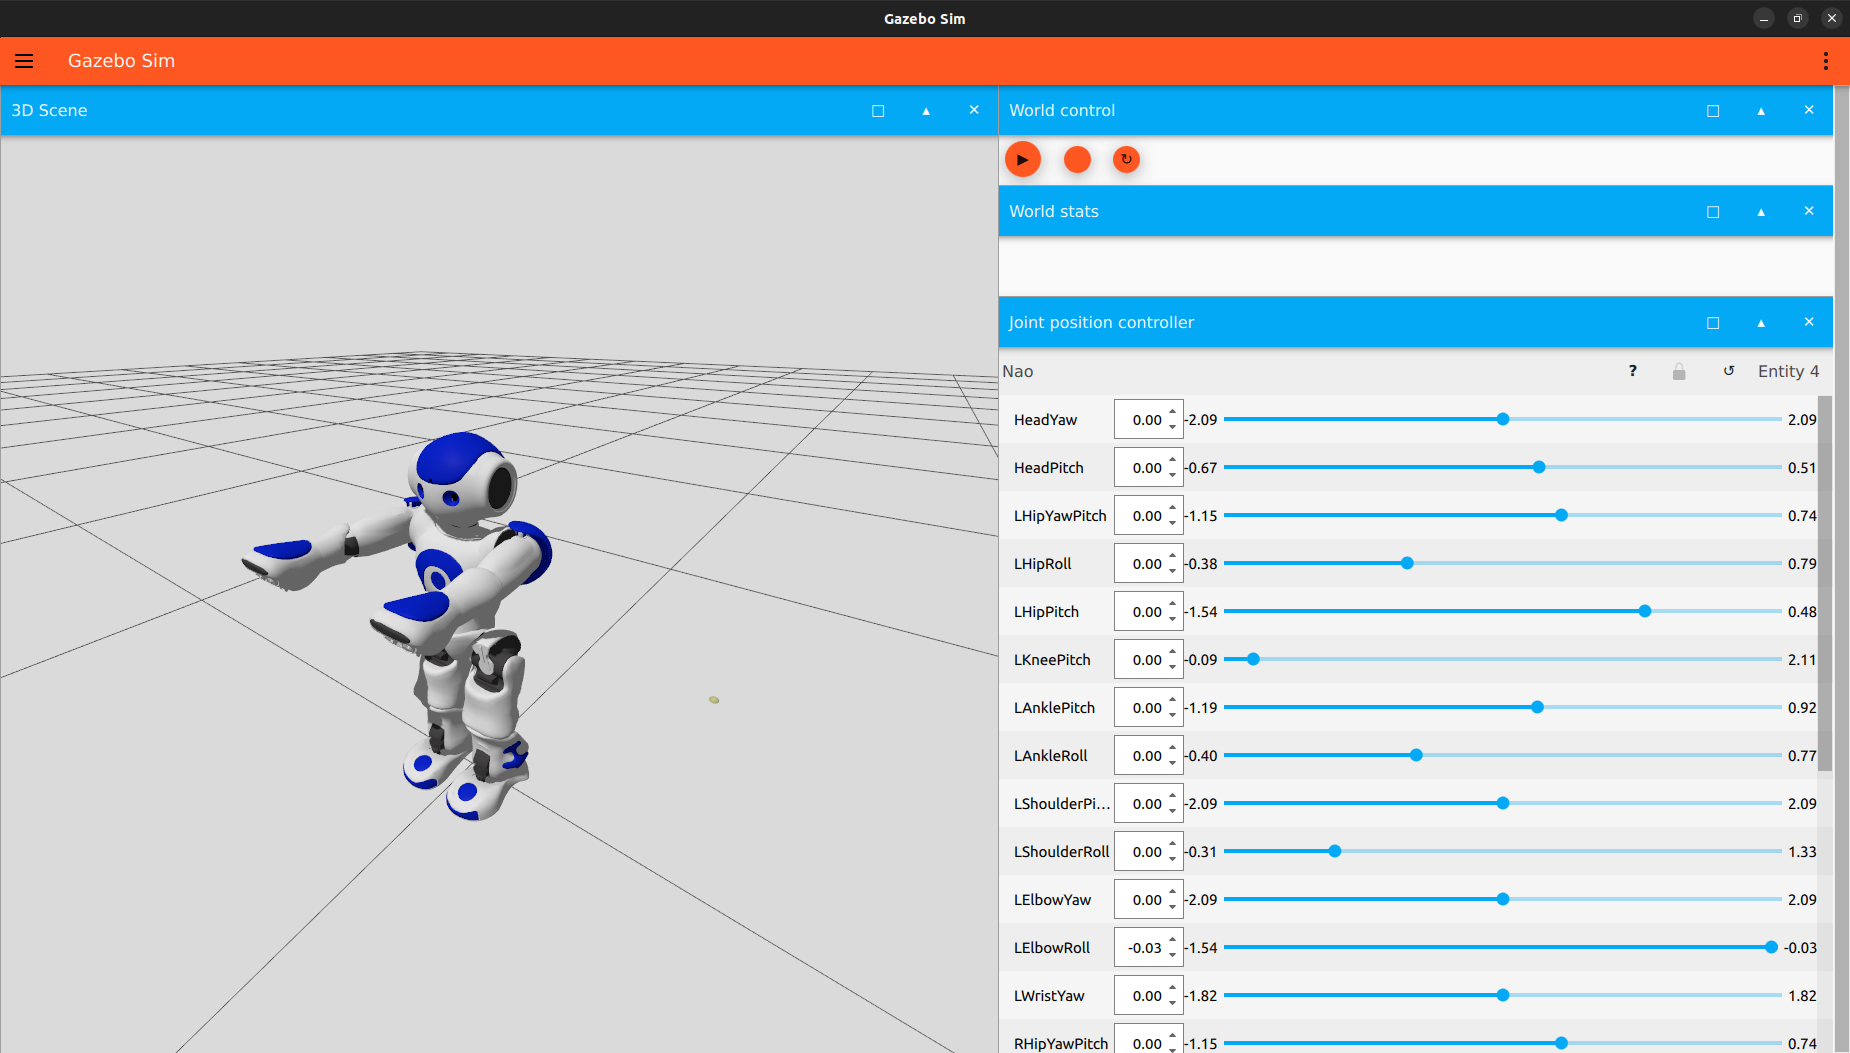 Gazebo Sim
Gazebo Sim
3D Scene
World control
World stats
Joint position controller
Nao ? Entity 4
HeadYaw 0.00 -2.09 2.09
HeadPitch 0.00 -0.67 0.51
LHipYawPitch 0.00 -1.15 0.74
LHipRoll 0.00 -0.38 0.79
LHipPitch 0.00 -1.54 0.48
LKneePitch 0.00 -0.09 2.11
LAnklePitch 0.00 -1.19 0.92
LAnkleRoll 0.00 -0.40 0.77
LShoulderPi... 0.00 -2.09 2.09
LShoulderRoll 0.00 -0.31 1.33
LElbowYaw 0.00 -2.09 2.09
LElbowRoll -0.03 -1.54 -0.03
LWristYaw 0.00 -1.82 1.82
RHipYawPitch 0.00 -1.15 0.74